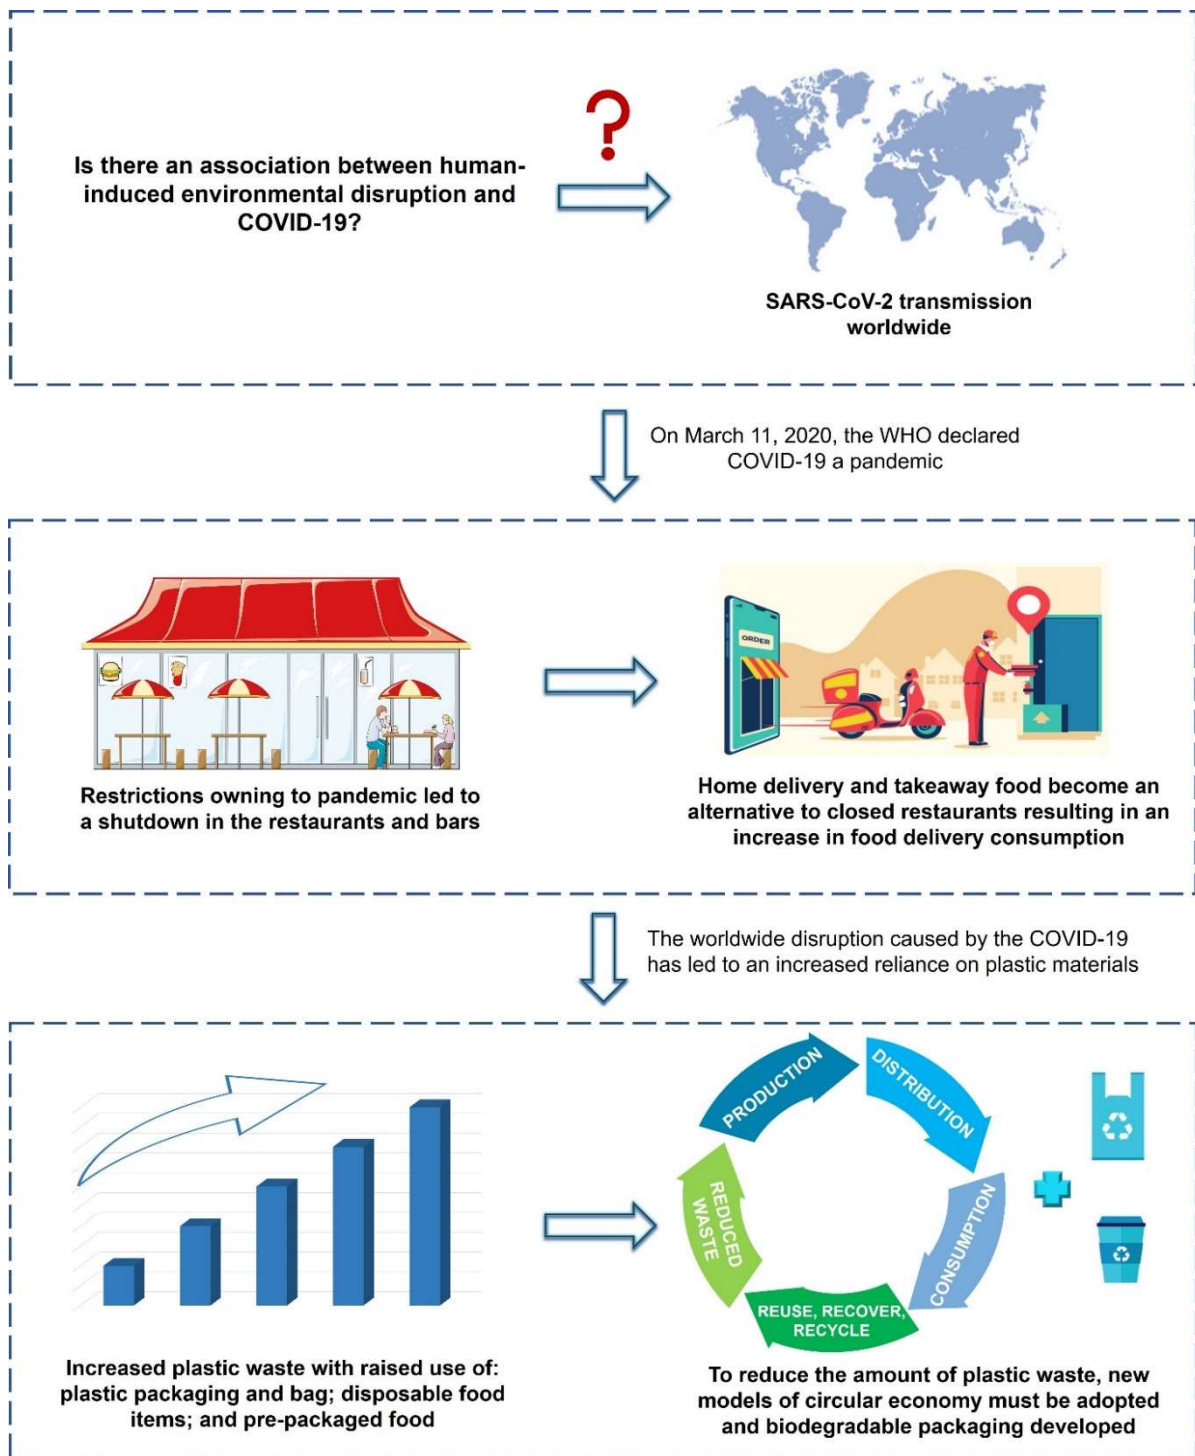 Is there an association between human-
induced environmental disruption and
COVID-19?
?
SARS-CoV-2 transmission
worldwide
On March 11, 2020, the WHO declared
COVID-19 a pandemic
ORDER
Restrictions owning to pandemic led to
a shutdown in the restaurants and bars
Home delivery and takeaway food become an
alternative to closed restaurants resulting in an
increase in food delivery consumption
The worldwide disruption caused by the COVID-19
has led to an increased reliance on plastic materials
PRODUCTION
DISTRIBUTION
CONSUMPTION
REUSE, RECOVER,
RECYCLE
REDUCED
WASTE
Increased plastic waste with raised use of:
plastic packaging and bag; disposable food
items; and pre-packaged food
To reduce the amount of plastic waste, new
models of circular economy must be adopted
and biodegradable packaging developed